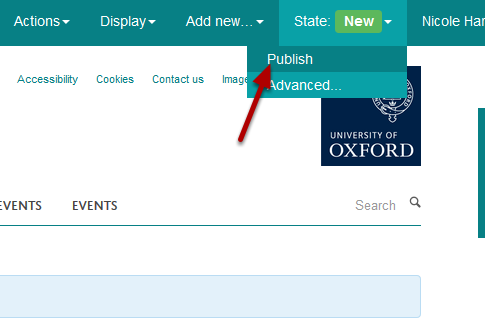 Actions Display Add new... State: New Nicole Har
Publish
Advanced...
Accessibility Cookies Contact us Image
UNIVERSITY OF
OXFORD
EVENTS EVENTS Search